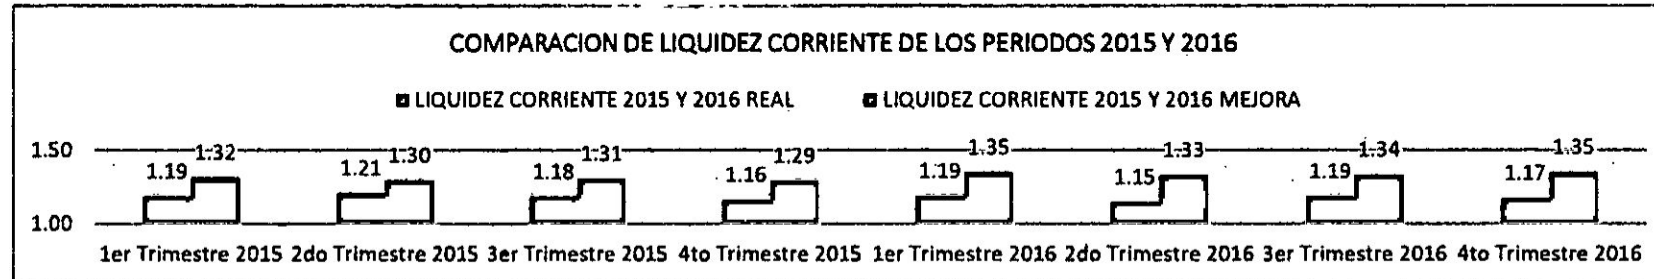 COMPARACION DE LIQUIDEZ CORRIENTE DE LOS PERIODOS 2015 Y 2016
LIQUIDEZ CORRIENTE 2015 Y 2016 REAL LIQUIDEZ CORRIENTE 2015 Y 2016 MEJORA
1.50
1.19 1.32 1.21 1.30 1.18 1.31 1.16 1.29 1.19 1.35 1.15 1.33 1.19 1.34 1.17 1.35
1.00
1er Trimestre 2015 2do Trimestre 2015 3er Trimestre 2015 4to Trimestre 2015 1er Trimestre 2016 2do Trimestre 2016 3er Trimestre 2016 4to Trimestre 2016